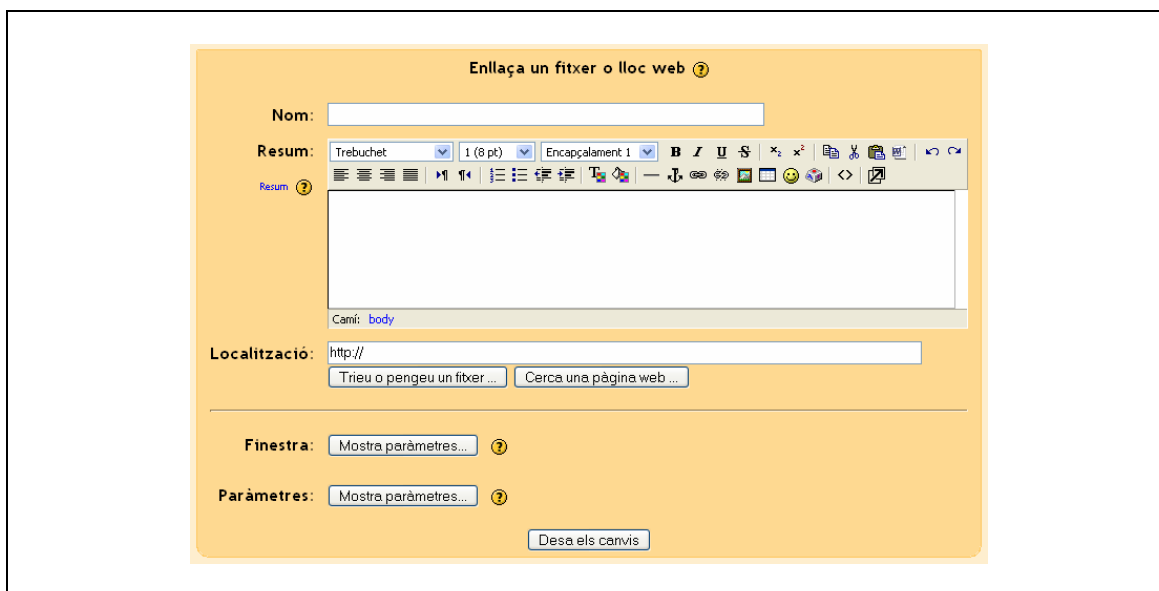 Enllaça un fitxer o lloc web
Nom:
Resum: Trebuchet 1 (8 pt) Encapçalament 1 B I U S
Resum
Camí: body
Localització: http://
Trieu o pengeu un fitxer ... Cerca una pàgina web ...
Finestra: Mostra paràmetres...
Paràmetres: Mostra paràmetres...
Desa els canvis